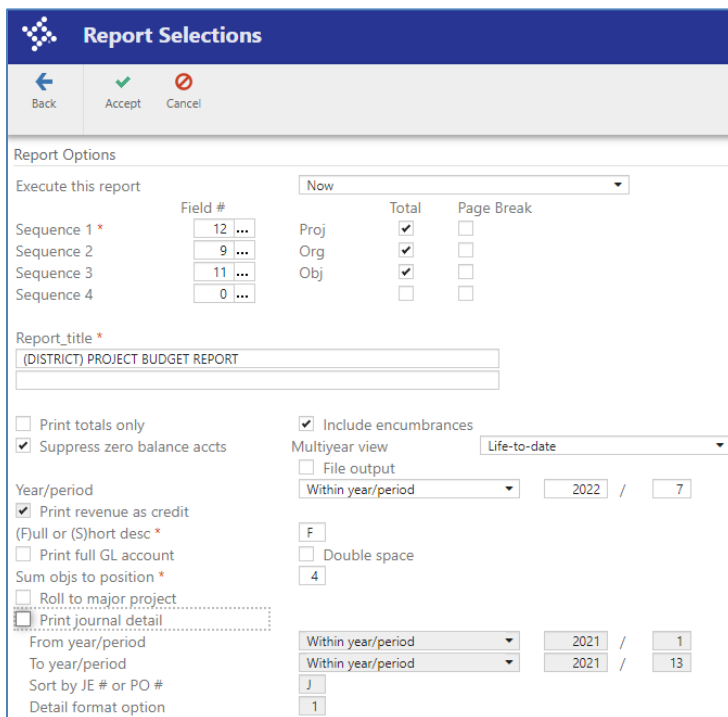 Report Selections
Back Accept Cancel
Report Options
Execute this report Now
Field # Total Page Break
Sequence 1 * 12 ... Proj
Sequence 2 9 ... Org
Sequence 3 11 ... Obj
Sequence 4 0 ...
Report_title *
(DISTRICT) PROJECT BUDGET REPORT
Print totals only Include encumbrances
Suppress zero balance accts Multiyear view Life-to-date
File output
Year/period Within year/period 2022 / 7
Print revenue as credit
(F)ull or (S)hort desc * F
Print full GL account Double space
Sum objs to position * 4
Roll to major project
Print journal detail
From year/period Within year/period 2021 / 1
To year/period Within year/period 2021 / 13
Sort by JE # or PO # J
Detail format option 1